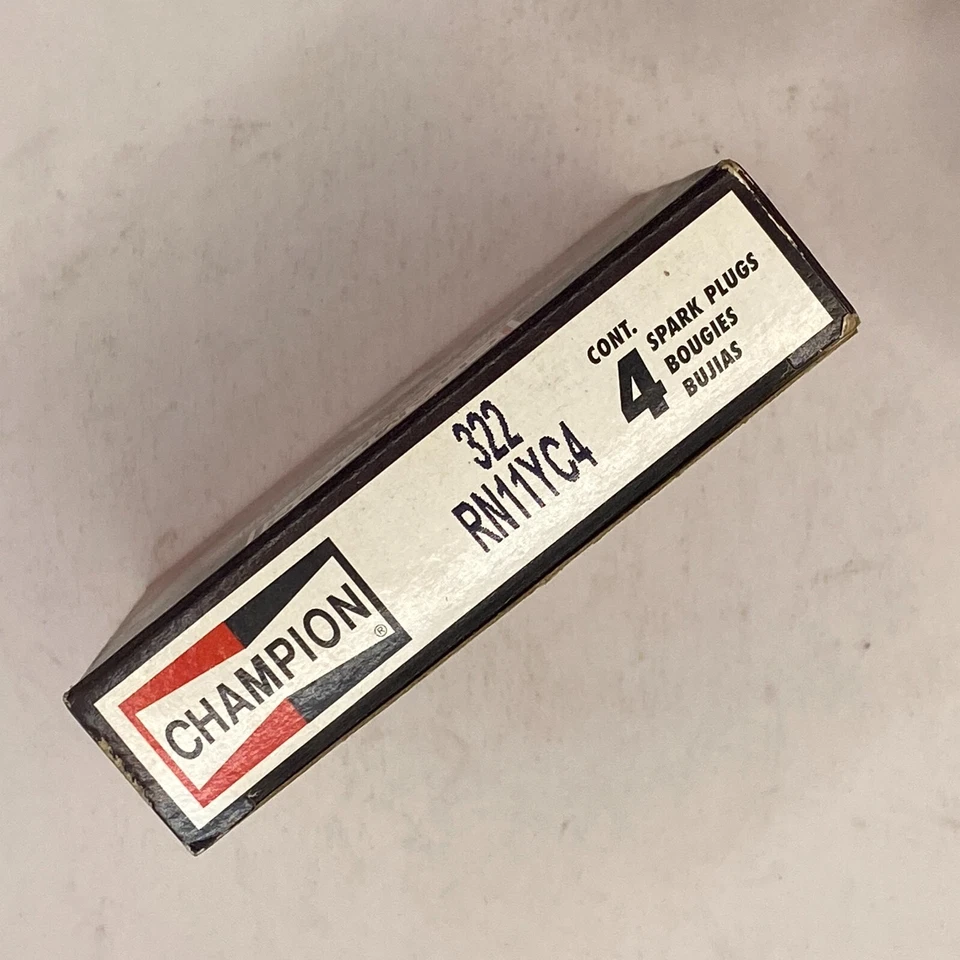 CHAMPION
®
322
RN11YC4
CONT.
4
SPARK PLUGS
BOUGIES
BUJIAS